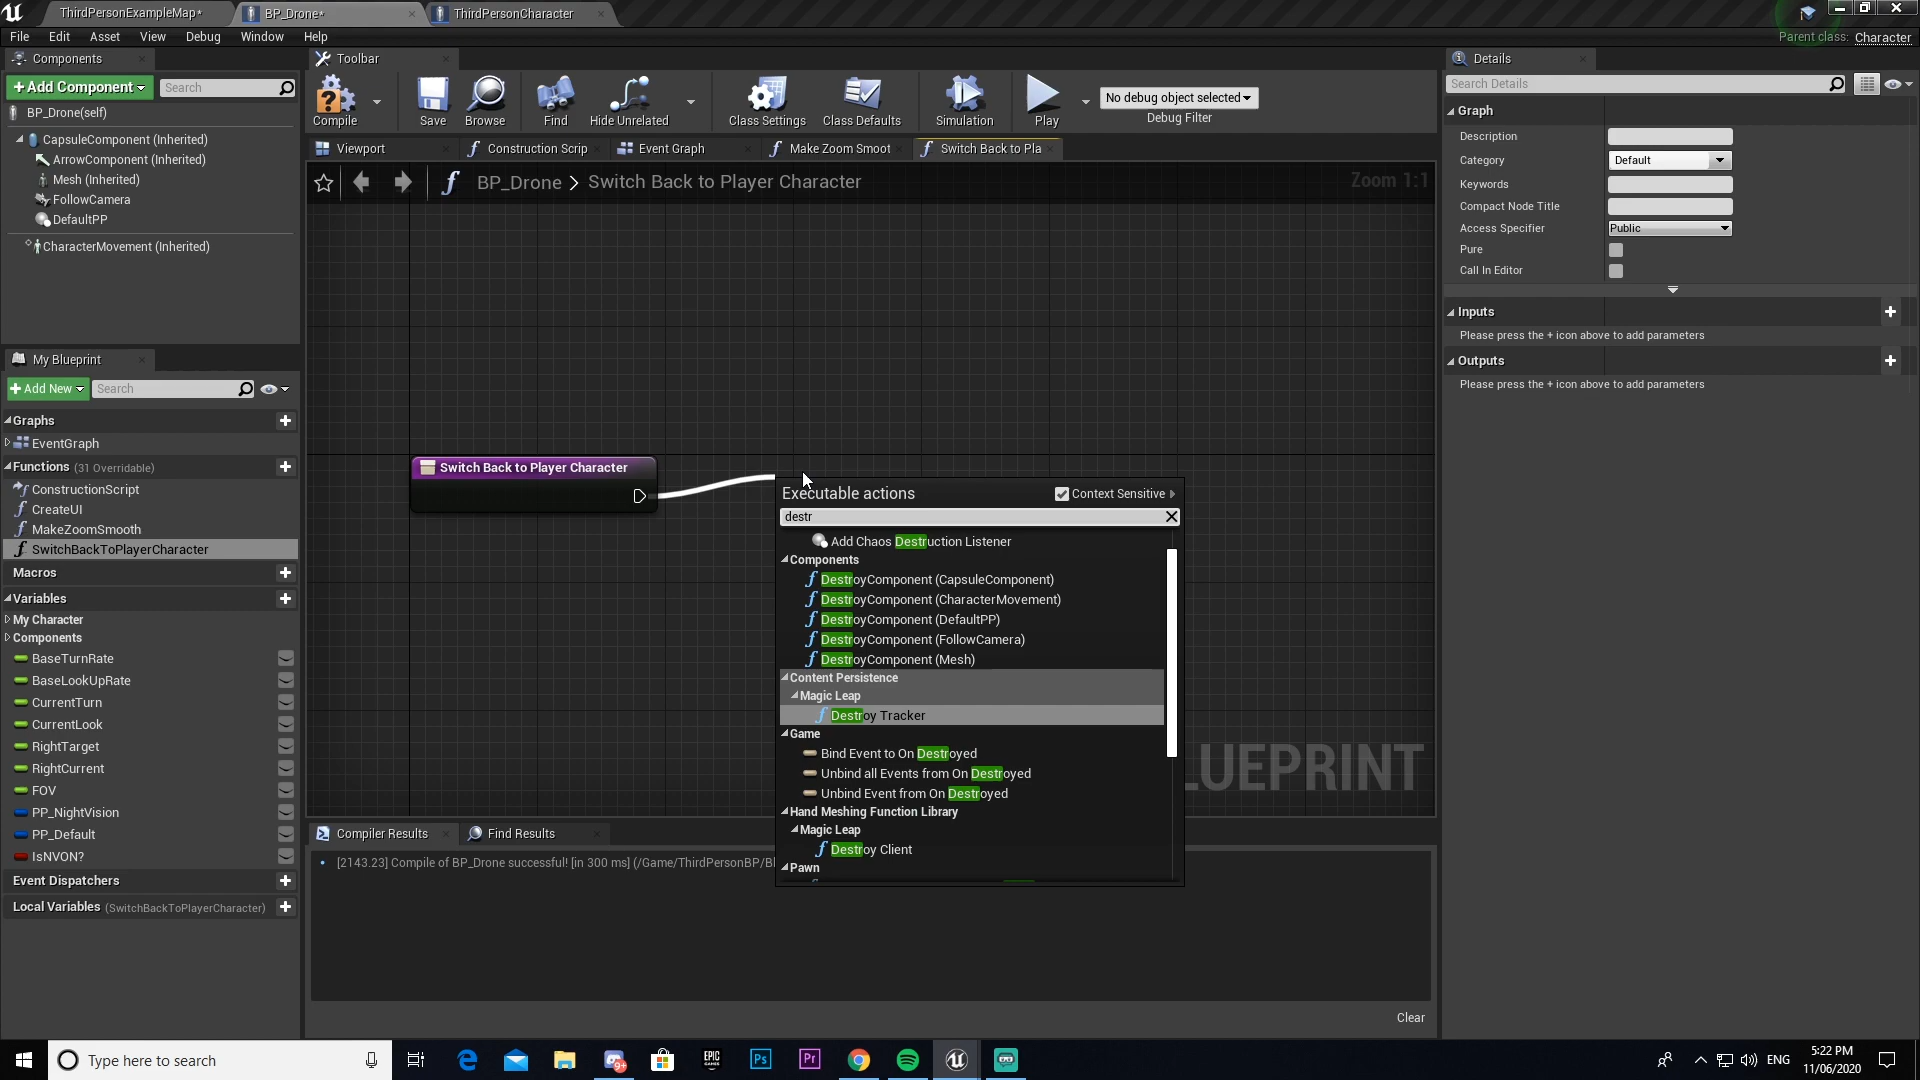 ThirdPersonExampleMap*
BP_Drone*
ThirdPersonCharacter
File Edit Asset View Debug Window Help
Parent class: Character
Components
+Add Component
Search
BP_Drone(self)
CapsuleComponent (Inherited)
ArrowComponent (Inherited)
Mesh (Inherited)
FollowCamera
DefaultPP
CharacterMovement (Inherited)
My Blueprint
+Add New
Search
Graphs
EventGraph
Functions (31 Overridable)
ConstructionScript
CreateUI
MakeZoomSmooth
SwitchBackToPlayerCharacter
Macros
Variables
My Character
Components
BaseTurnRate
BaseLookUpRate
CurrentTurn
CurrentLook
RightTarget
RightCurrent
FOV
PP_NightVision
PP_Default
IsNVON?
Event Dispatchers
Local Variables (SwitchBackToPlayerCharacter)
Toolbar
Compile
Save
Browse
Find
Hide Unrelated
Class Settings
Class Defaults
Simulation
Play
No debug object selected
Debug Filter
Viewport
Construction Scrip
Event Graph
Make Zoom Smoot
Switch Back to Pla
BP_Drone > Switch Back to Player Character
Zoom 1:1
Switch Back to Player Character
Executable actions
Context Sensitive
destr
Add Chaos Destruction Listener
Components
DestroyComponent (CapsuleComponent)
DestroyComponent (CharacterMovement)
DestroyComponent (DefaultPP)
DestroyComponent (FollowCamera)
DestroyComponent (Mesh)
Content Persistence
Magic Leap
Destroy Tracker
Game
Bind Event to On Destroyed
Unbind all Events from On Destroyed
Unbind Event from On Destroyed
Hand Meshing Function Library
Magic Leap
Destroy Client
Pawn
LUEPRINT
Compiler Results
Find Results
[2143.23] Compile of BP_Drone successful! [in 300 ms] (/Game/ThirdPersonBP/Bl
Clear
Details
Search Details
Graph
Description
Category Default
Keywords
Compact Node Title
Access Specifier Public
Pure
Call In Editor
Inputs
Please press the + icon above to add parameters
Outputs
Please press the + icon above to add parameters
Type here to search
EPIC GAMES
Ps
Pr
ENG
5:22 PM
11/06/2020